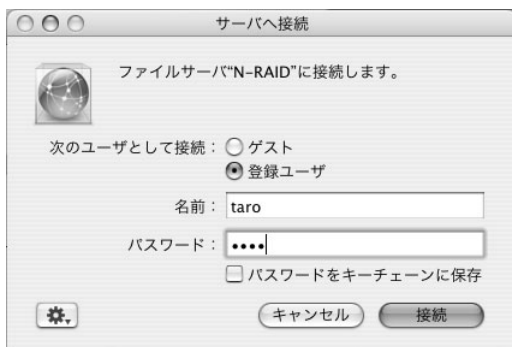 サーバへ接続
ファイルサーバ“N-RAID”に接続します。
次のユーザとして接続：ゲスト
登録ユーザ
名前：taro
パスワード：••••
パスワードをキーチェーンに保存
キャンセル 接続